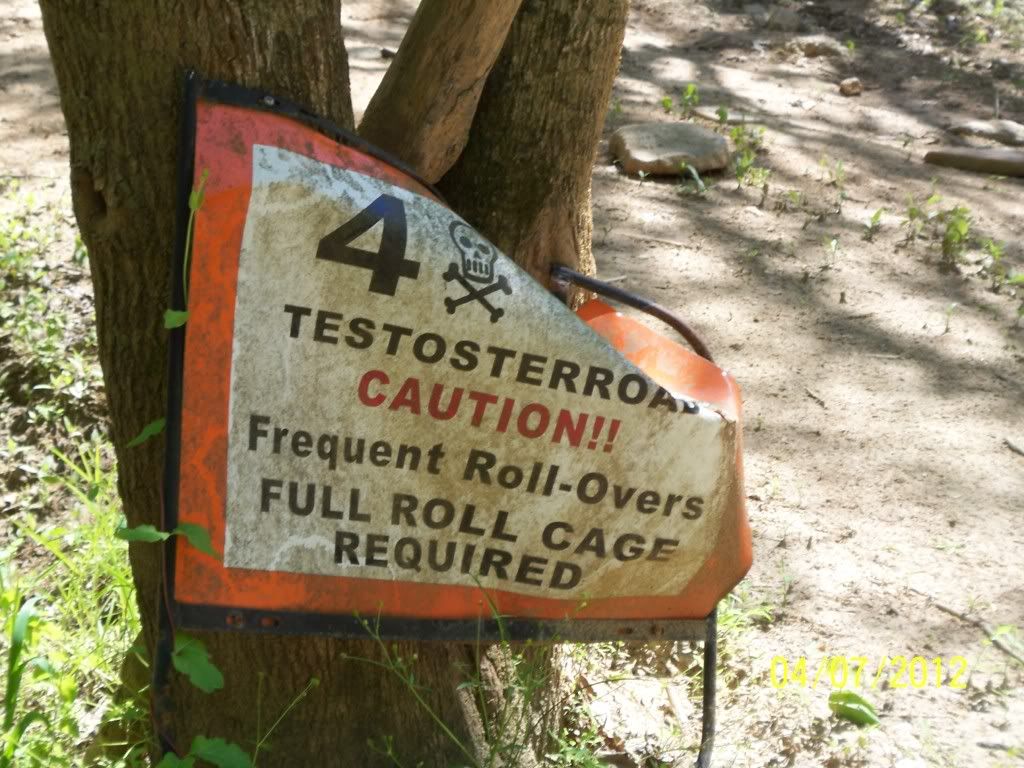 4
TESTOSTERROAD
CAUTION!!
Frequent Roll-Overs
FULL ROLL CAGE
REQUIRED
04/07/2012